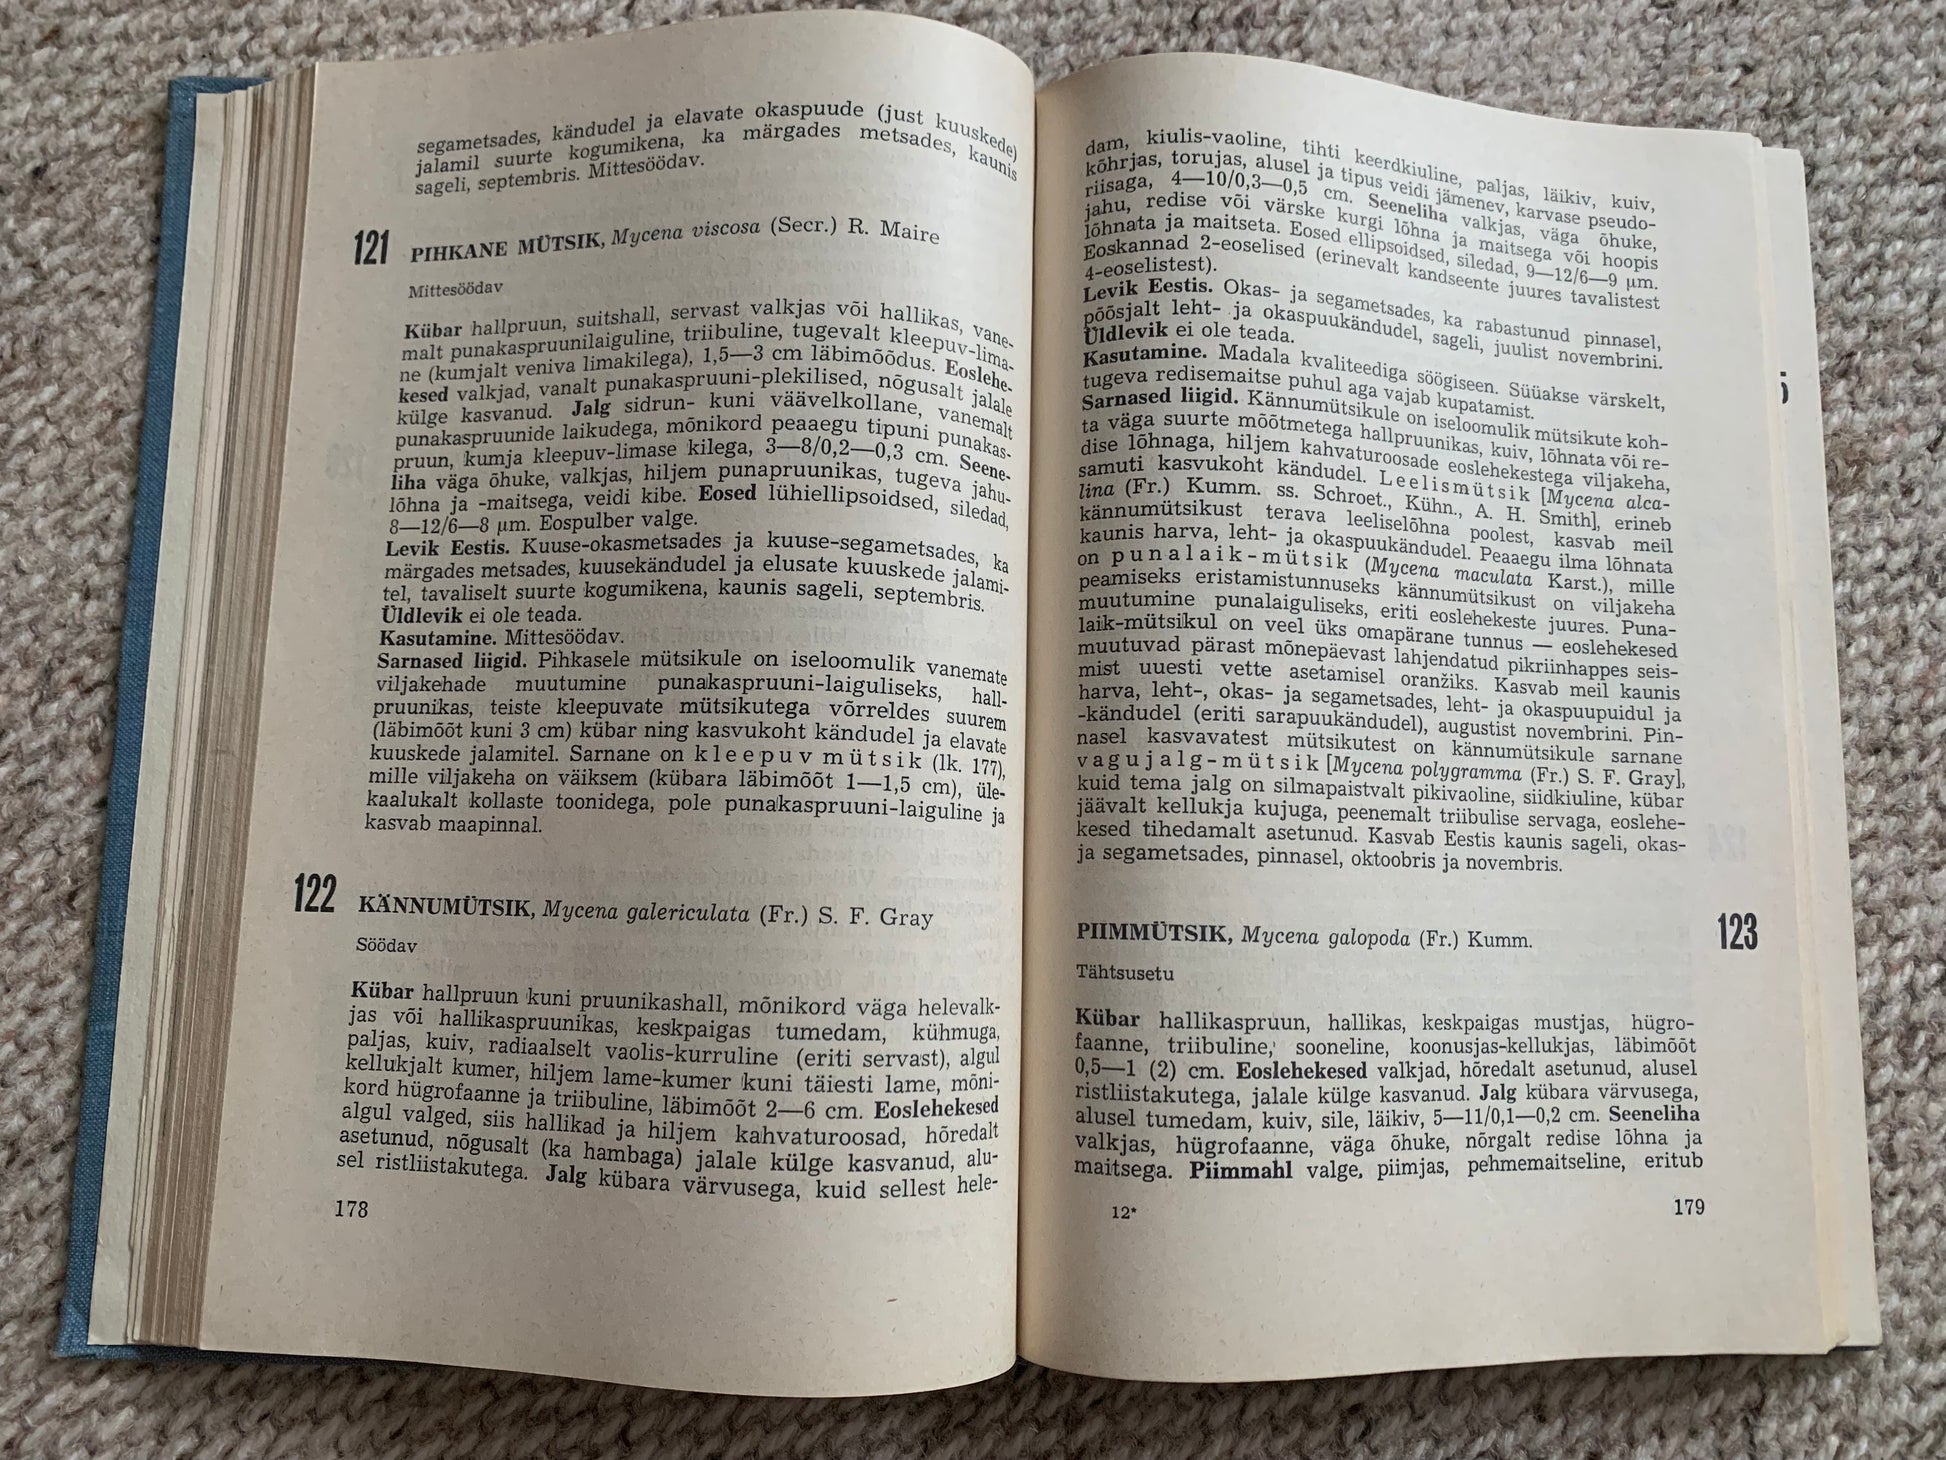 segametsades, kändudel ja elavate okaspuude (just kuuskede)
jalamil suurte kogumikena, ka märgades metsades, kaunis
sageli, septembris. Mittesöödav.
121 PIHKANE MÜTSIK, Mycena viscosa (Secr.) R. Maire
Mittesöödav
Kübar hallpruun, suitshall, servast valkjas või hallikas, vane-
malt punakaspruunilaiguline, triibuline, tugevalt kleepuv-lima-
ne (kumjalt veniva limakilega), 1,5—3 cm läbimõõdus. Eoslehe-
kesed valkjad, vanalt punakaspruuni-plekilised, nõgusalt jalale
külge kasvanud. Jalg sidrun- kuni väävelkollane, vanemalt
punakaspruunide laikudega, mõnikord peaaegu tipuni punakas-
pruun, kumja kleepuv-limase kilega, 3—8/0,2—0,3 cm. Seene-
liha väga õhuke, valkjas, hiljem punapruunikas, tugeva jahu-
lõhna ja -maitsega, veidi kibe. Eosed lühiellipsoidsed, siledad,
8—12/6—8 µm. Eospulber valge.
Levik Eestis. Kuuse-okasmetsades ja kuuse-segametsades, ka
märgades metsades, kuusekändudel ja elusate kuuskede jalami-
tel, tavaliselt suurte kogumikena, kaunis sageli, septembris.
Üldlevik ei ole teada.
Kasutamine. Mittesöödav.
Sarnased liigid. Pihkasele mütsikule on iseloomulik vanemate
viljakehade muutumine punakaspruuni-laiguliseks, hall-
pruunikas, teiste kleepuvate mütsikutega võrreldes suurem
(läbimõõt kuni 3 cm) kübar ning kasvukoht kändudel ja elavate
kuuskede jalamitel. Sarnane on kleepuv mütsik (lk. 177),
mille viljakeha on väiksem (kübara läbimõõt 1—1,5 cm), üle-
kaalukalt kollaste toonidega, pole punakaspruuni-laiguline ja
kasvab maapinnal.
122 KÄNNUMÜTSIK, Mycena galericulata (Fr.) S. F. Gray
Söödav
Kübar hallpruun kuni pruunikashall, mõnikord väga helevalk-
jas või hallikaspruunikas, keskpaigas tumedam, kühmuga,
paljas, kuiv, radiaalselt vaolis-kurruline (eriti servast), algul
kellukjalt kumer, hiljem lame-kumer kuni täiesti lame, mõni-
kord hügrofaanne ja triibuline, läbimõõt 2—6 cm. Eoslehekesed
algul valged, siis hallikad ja hiljem kahvaturoosad, hõredalt
asetunud, nõgusalt (ka hambaga) jalale külge kasvanud, alu-
sel ristliistakutega. Jalg kübara värvusega, kuid sellest hele-
178
dam, kiulis-vaoline, tihti keerdkiuline, paljas, läikiv, kuiv,
kõhrjas, torujas, alusel ja tipus veidi jämenev, karvase pseudo-
riisaga, 4—10/0,3—0,5 cm. Seeneliha valkjas, väga õhuke,
jahu, redise või värske kurgi lõhna ja maitsega või hoopis
lõhnata ja maitseta. Eosed ellipsoidsed, siledad, 9—12/6—9 µm.
Eoskannad 2-eoselised (erinevalt kandseente juures tavalistest
4-eoselistest).
Levik Eestis. Okas- ja segametsades, ka rabastunud pinnasel,
põõsjalt leht- ja okaspuukändudel, sageli, juulist novembrini.
Üldlevik ei ole teada.
Kasutamine. Madala kvaliteediga söögiseen. Süüakse värskelt,
tugeva redisemaitse puhul aga vajab kupatamist.
Sarnased liigid. Kännumütsikule on iseloomulik mütsikute koh-
ta väga suurte mõõtmetega hallpruunikas, kuiv, lõhnata või re-
dise lõhnaga, hiljem kahvaturoosade eoslehekestega viljakeha,
samuti kasvukoht kändudel. Leelismütsik [Mycena alca-
lina (Fr.) Kumm. ss. Schroet., Kühn., A. H. Smith], erineb
kännumütsikust terava leeliselõhna poolest, kasvab meil
kaunis harva, leht- ja okaspuukändudel. Peaaegu ilma lõhnata
on punalaik-mütsik (Mycena maculata Karst.), mille
peamiseks eristamistunnuseks kännumütsikust on viljakeha
muutumine punalaiguliseks, eriti eoslehekeste juures. Puna-
laik-mütsikul on veel üks omapärane tunnus — eoslehekesed
muutuvad pärast mõnepäevast lahjendatud pikriinhappes seis-
mist uuesti vette asetamisel oranžiks. Kasvab meil kaunis
harva, leht-, okas- ja segametsades, leht- ja okaspuupuidul ja
-kändudel (eriti sarapuukändudel), augustist novembrini. Pin-
nasel kasvavatest mütsikutest on kännumütsikule sarnane
vagujalg-mütsik [Mycena polygramma (Fr.) S. F. Gray],
kuid tema jalg on silmapaistvalt pikivaoline, siidkiuline, kübar
jäävalt kellukja kujuga, peenemalt triibulise servaga, eoslehe-
kesed tihedamalt asetunud. Kasvab Eestis kaunis sageli, okas-
ja segametsades, pinnasel, oktoobris ja novembris.
PIIMMÜTSIK, Mycena galopoda (Fr.) Kumm. 123
Tähtsusetu
Kübar hallikaspruun, hallikas, keskpaigas mustjas, hügro-
faanne, triibuline, sooneline, koonusjas-kellukjas, läbimõõt
0,5—1 (2) cm. Eoslehekesed valkjad, hõredalt asetunud, alusel
ristliistakutega, jalale külge kasvanud. Jalg kübara värvusega,
alusel tumedam, kuiv, sile, läikiv, 5—11/0,1—0,2 cm. Seeneliha
valkjas, hügrofaanne, väga õhuke, nõrgalt redise lõhna ja
maitsega. Piimmahl valge, piimjas, pehmemaitseline, eritub
12*
179